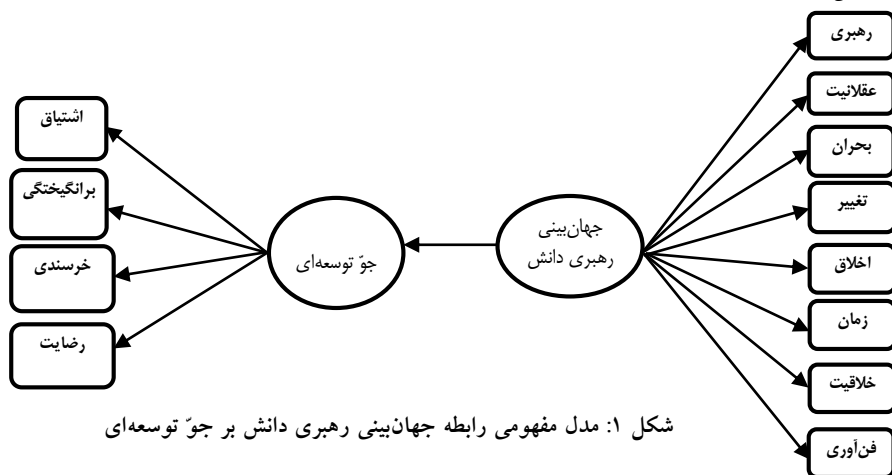 رهبری
عقلانیت
بحران
تغییر
اخلاق
زمان
خلاقیت
فن‌آوری
جهان‌بینی
رهبری دانش
جوّ توسعه‌ای
اشتیاق
برانگیختگی
خرسندی
رضایت
شکل ۱: مدل مفهومی رابطه جهان‌بینی رهبری دانش بر جوّ توسعه‌ای